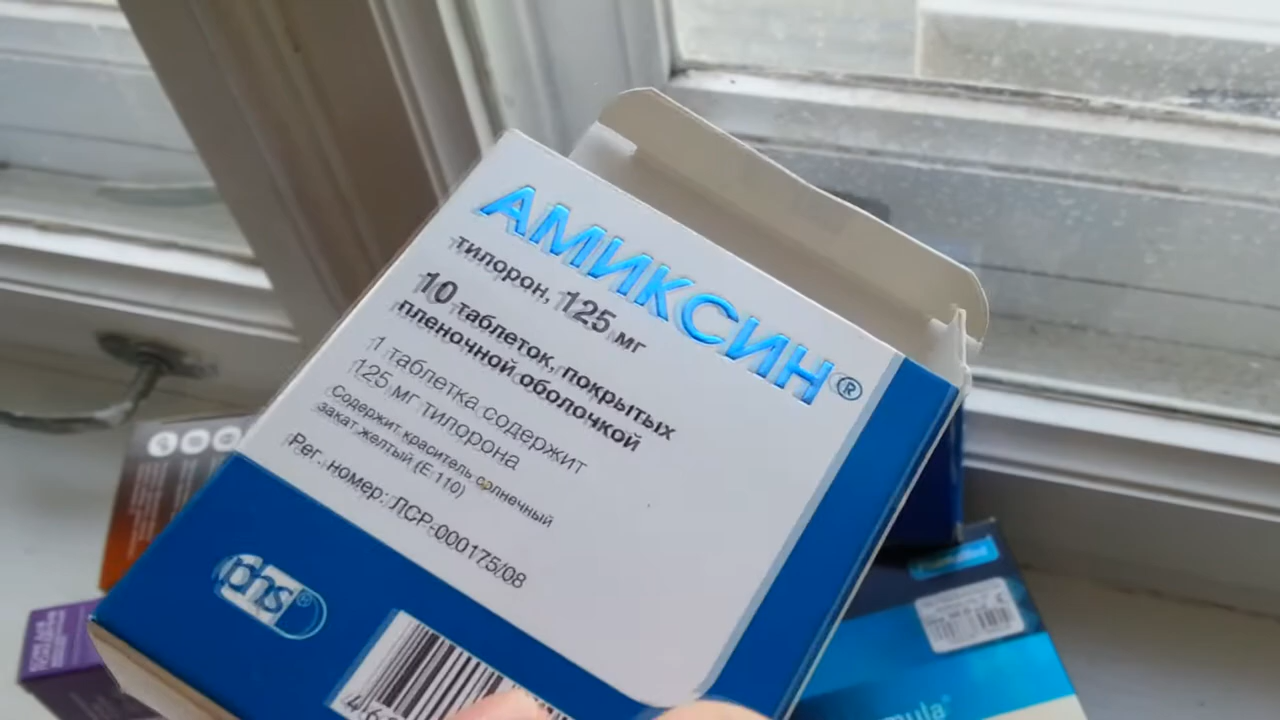 АМИКСИН®
тилорон, 125 мг
10 таблеток, покрытых
пленочной оболочкой
1 таблетка содержит
125 мг тилорона
Содержит краситель солнечный
закат желтый (Е 110)
Рег. номер: ЛСР-000175/08
phs®